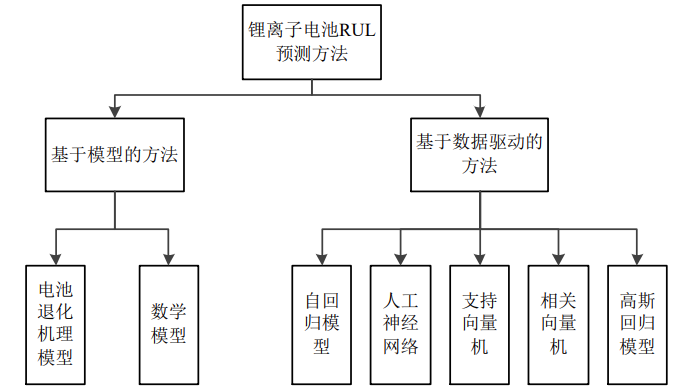 锂离子电池RUL
预测方法
基于模型的方法
基于数据驱动的
方法
电池
退化
机理
模型
数学
模型
自回
归模
型
人工
神经
网络
支持
向量
机
相关
向量
机
高斯
回归
模型